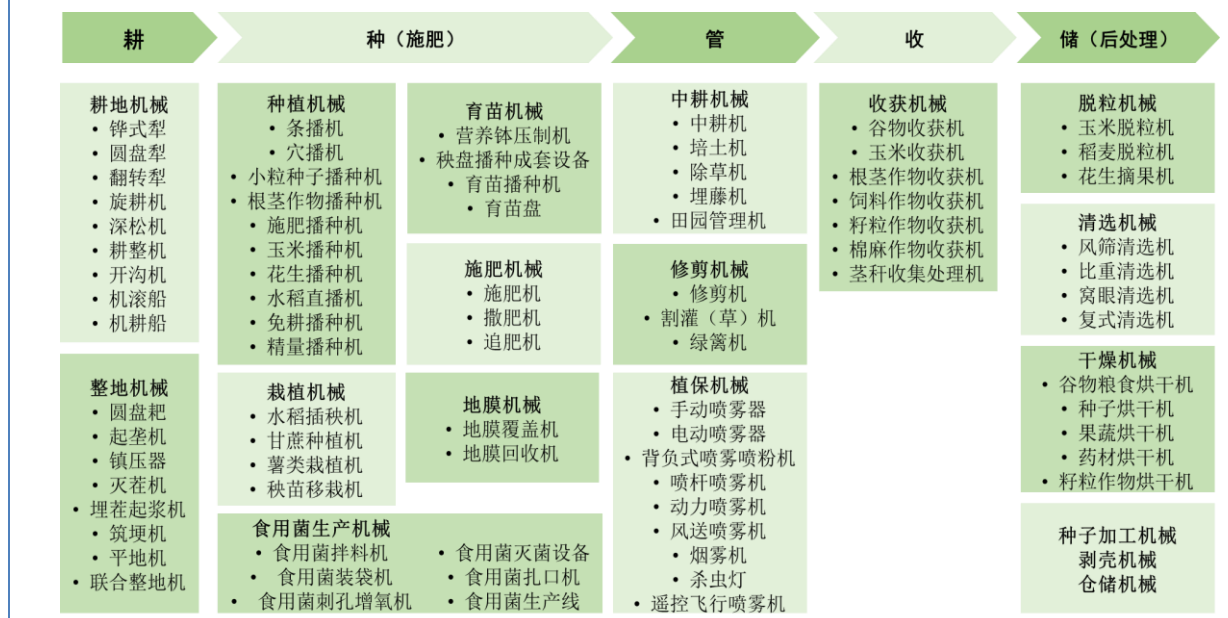 耕
种（施肥）
管
收
储（后处理）
耕地机械
• 铧式犁
• 圆盘犁
• 翻转犁
• 旋耕机
• 深松机
• 耕整机
• 开沟机
• 机滚船
• 机耕船
整地机械
• 圆盘耙
• 起垄机
• 镇压器
• 灭茬机
• 埋茬起浆机
• 筑埂机
• 平地机
• 联合整地机
种植机械
• 条播机
• 穴播机
• 小粒种子播种机
• 根茎作物播种机
• 施肥播种机
• 玉米播种机
• 花生播种机
• 水稻直播机
• 免耕播种机
• 精量播种机
育苗机械
• 营养钵压制机
• 秧盘播种成套设备
• 育苗播种机
• 育苗盘
施肥机械
• 施肥机
• 撒肥机
• 追肥机
栽植机械
• 水稻插秧机
• 甘蔗种植机
• 薯类栽植机
• 秧苗移栽机
地膜机械
• 地膜覆盖机
• 地膜回收机
食用菌生产机械
• 食用菌拌料机
• 食用菌装袋机
• 食用菌刺孔增氧机
• 食用菌灭菌设备
• 食用菌扎口机
• 食用菌生产线
中耕机械
• 中耕机
• 培土机
• 除草机
• 埋藤机
• 田园管理机
修剪机械
• 修剪机
• 割灌（草）机
• 绿篱机
植保机械
• 手动喷雾器
• 电动喷雾器
• 背负式喷雾喷粉机
• 喷杆喷雾机
• 动力喷雾机
• 风送喷雾机
• 烟雾机
• 杀虫灯
• 遥控飞行喷雾机
收获机械
• 谷物收获机
• 玉米收获机
• 根茎作物收获机
• 饲料作物收获机
• 籽粒作物收获机
• 棉麻作物收获机
• 茎秆收集处理机
脱粒机械
• 玉米脱粒机
• 稻麦脱粒机
• 花生摘果机
清选机械
• 风筛清选机
• 比重清选机
• 窝眼清选机
• 复式清选机
干燥机械
• 谷物粮食烘干机
• 种子烘干机
• 果蔬烘干机
• 药材烘干机
• 籽粒作物烘干机
种子加工机械
剥壳机械
仓储机械